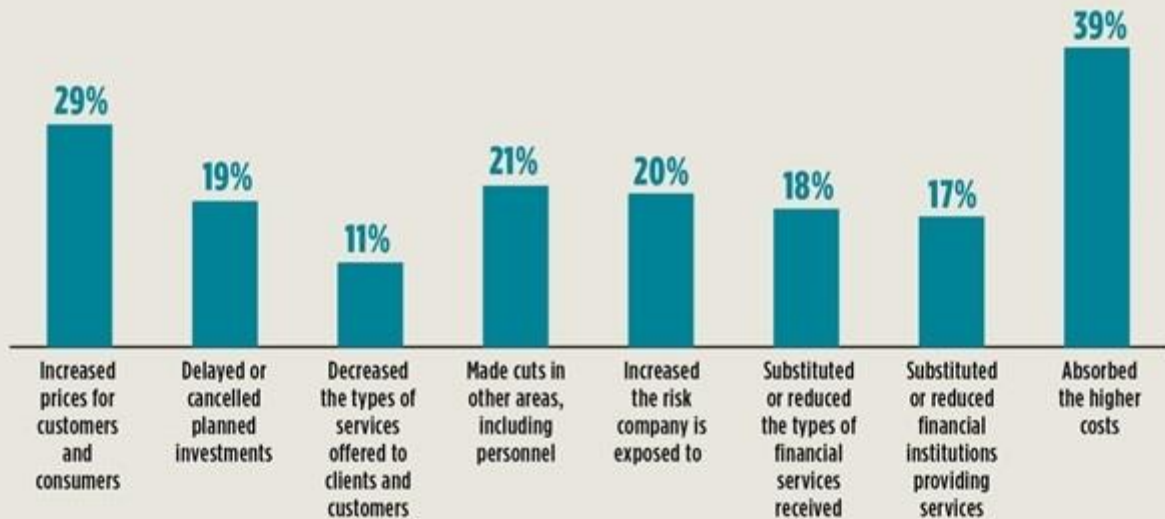 29%
19%
11%
21%
20%
18%
17%
39%
Increased
prices for
customers
and
consumers
Delayed or
cancelled
planned
investments
Decreased
the types of
services
offered to
clients and
customers
Made cuts in
other areas,
including
personnel
Increased
the risk
company is
exposed to
Substituted
or reduced
the types of
financial
services
received
Substituted
or reduced
financial
institutions
providing
services
Absorbed
the higher
costs